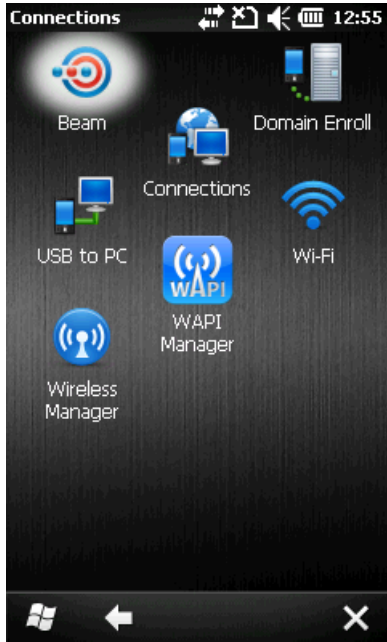 Connections 12:55
Beam
Domain Enroll
Connections
USB to PC
Wi-Fi
WAPI
WAPI
Manager
Wireless
Manager